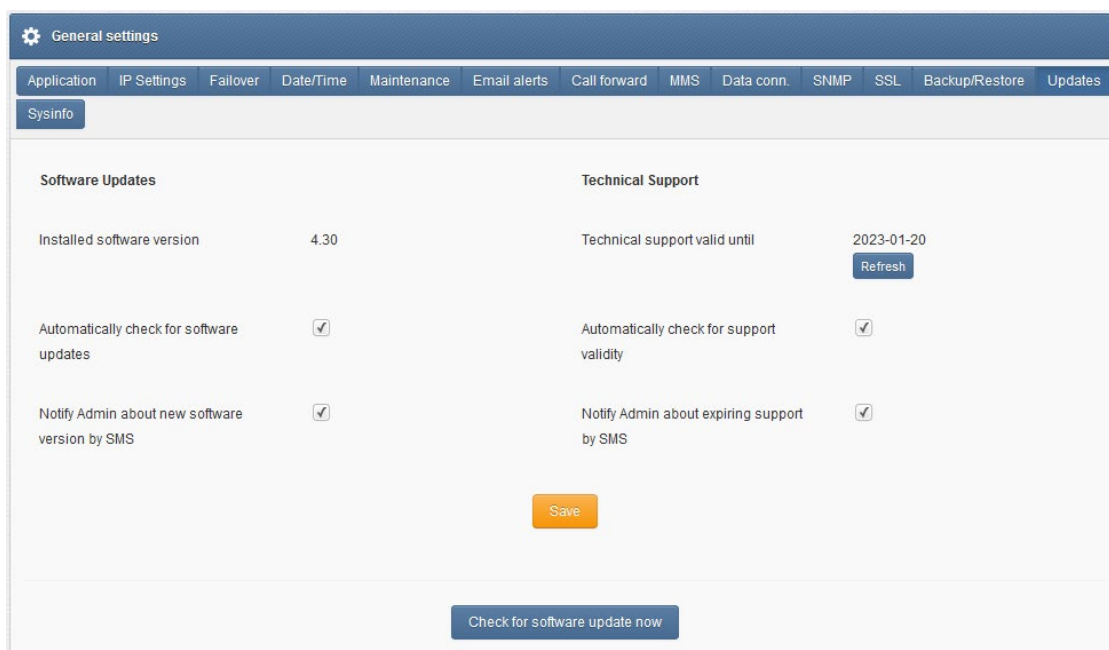 General settings
Application IP Settings Failover Date/Time Maintenance Email alerts Call forward MMS Data conn. SNMP SSL Backup/Restore Updates
Sysinfo
Software Updates
Technical Support
Installed software version 4.30
Technical support valid until 2023-01-20
Refresh
Automatically check for software
updates
Automatically check for support
validity
Notify Admin about new software
version by SMS
Notify Admin about expiring support
by SMS
Save
Check for software update now